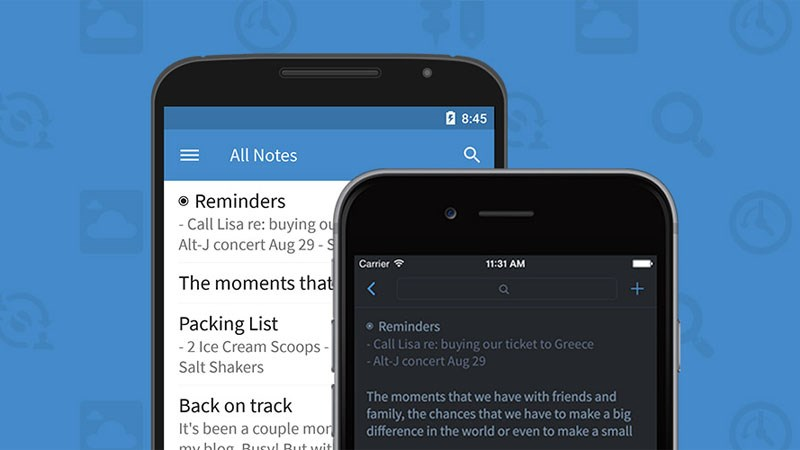 8:45
All Notes
Reminders
- Call Lisa re: buying
Alt-J concert Aug 29 -
The moments that
Packing List
- 2 Ice Cream Scoops -
Salt Shakers
Back on track
It's been a couple
my blog. Busy! But with
Carrier 11:31 AM
Reminders
- Call Lisa re: buying our ticket to Greece
- Alt-J concert Aug 29
The moments that we have with friends and
family, the chances that we have to make a big
difference in the world or even to make a small